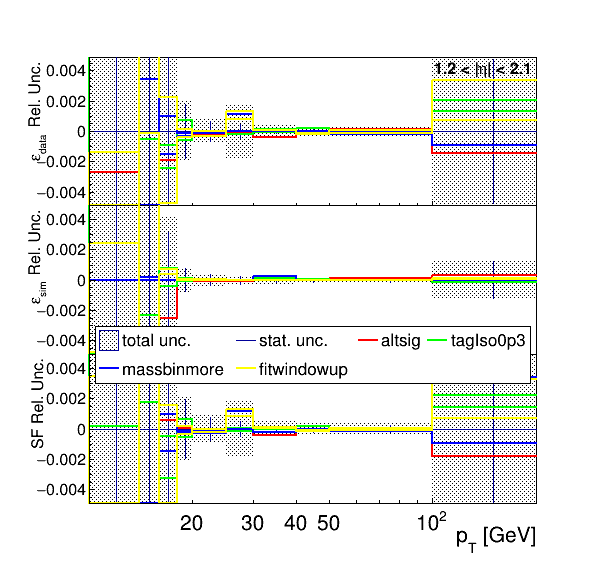 1.2 < |η| < 2.1
ε_data Rel. Unc.
0.004
0.002
0
−0.002
−0.004
ε_sim Rel. Unc.
0.004
0.002
0
−0.002
−0.004
total unc.
stat. unc.
altsig
tagIso0p3
massbinmore
fitwindowup
SF Rel. Unc.
0.002
0
−0.002
−0.004
20
30
40
50
10²
p_T [GeV]